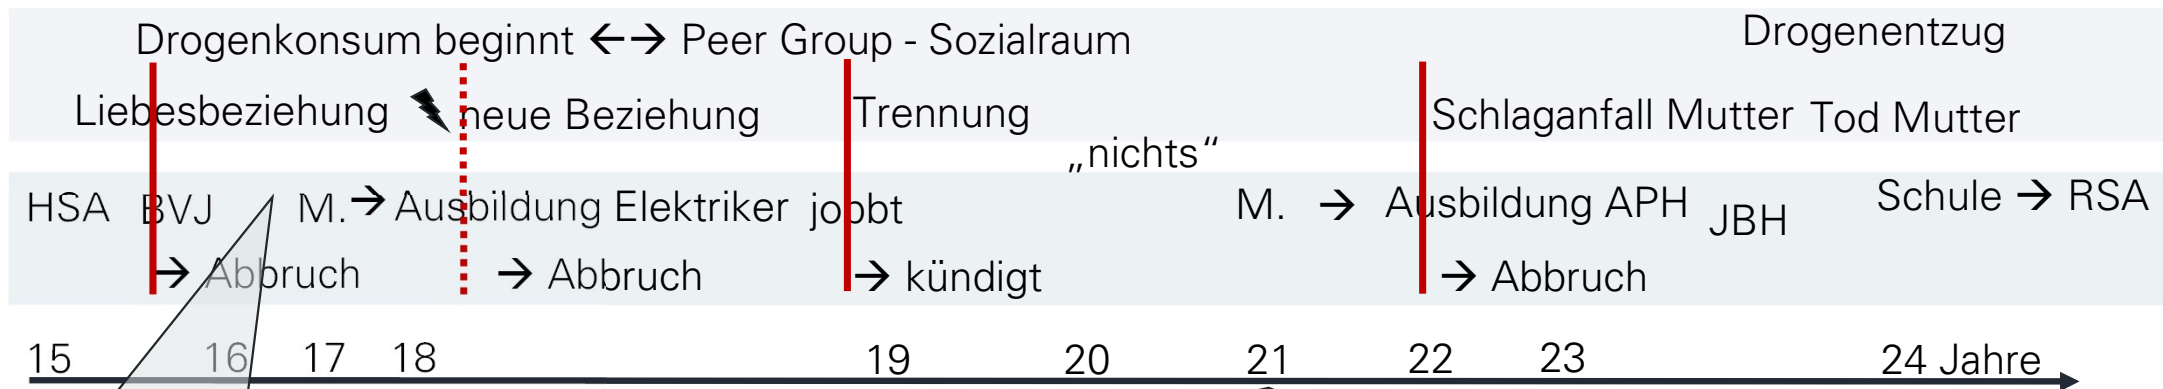 Drogenkonsum beginnt ←→ Peer Group - Sozialraum Drogenentzug
Liebesbeziehung neue Beziehung Trennung Schlaganfall Mutter Tod Mutter
„nichts“
HSA BVJ M. → Ausbildung Elektriker jobbt M. → Ausbildung APH JBH Schule → RSA
→ Abbruch → Abbruch → kündigt → Abbruch
15 16 17 18 19 20 21 22 23 24 Jahre